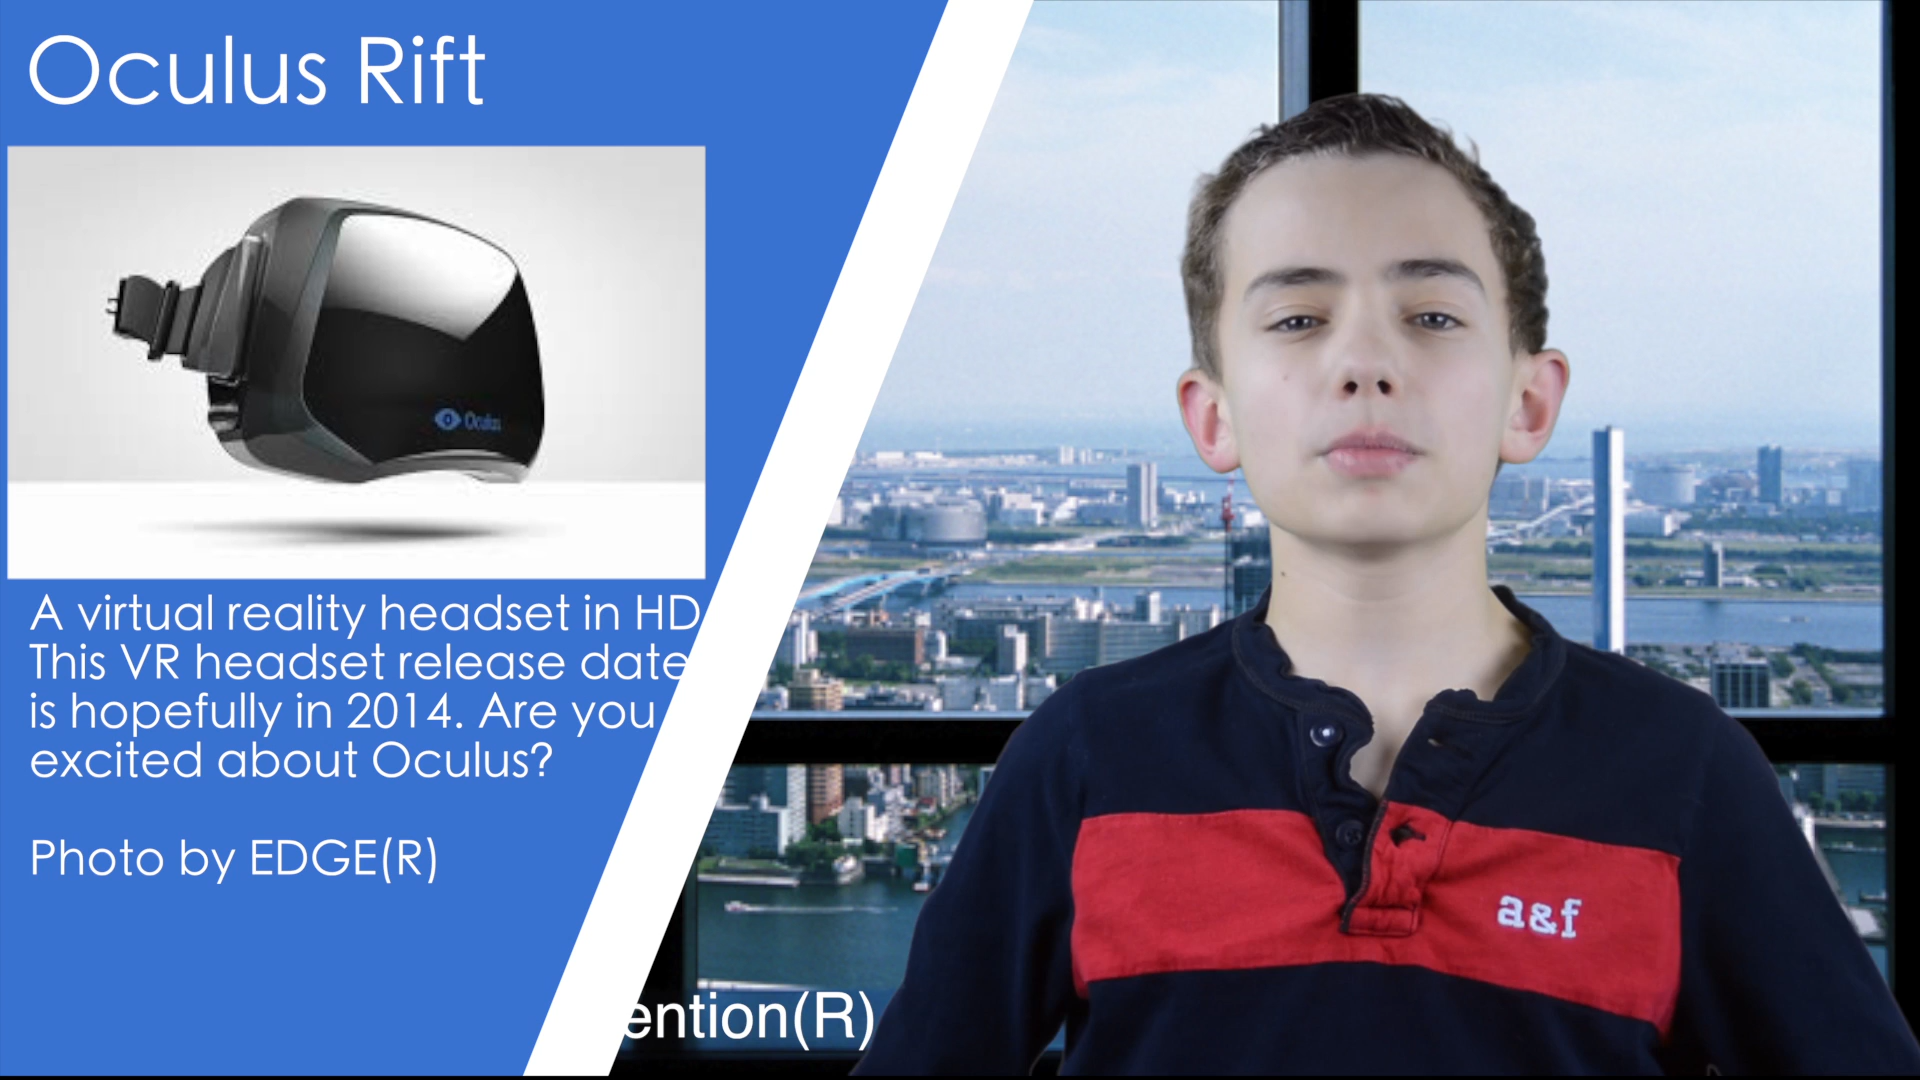 Oculus Rift
Oculus
A virtual reality headset in HD
This VR headset release date
is hopefully in 2014. Are you
excited about Oculus?
Photo by EDGE(R)
ention(R)
a&f